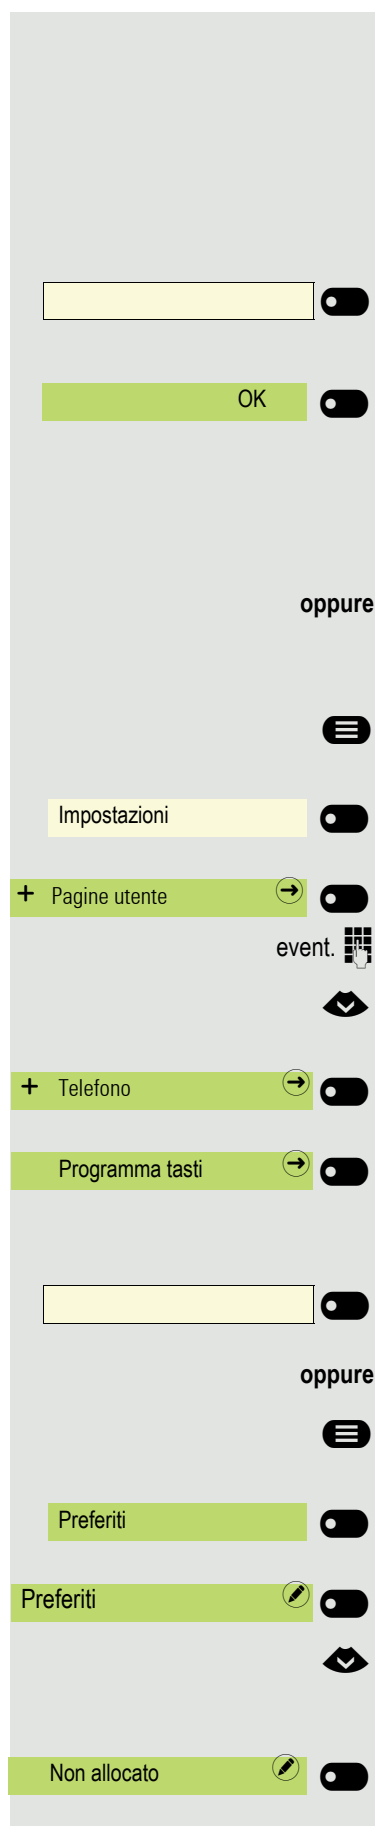 OK
oppure
Impostazioni
+ Pagine utente
event.
+ Telefono
Programma tasti
oppure
Preferiti
Preferiti
Non allocato